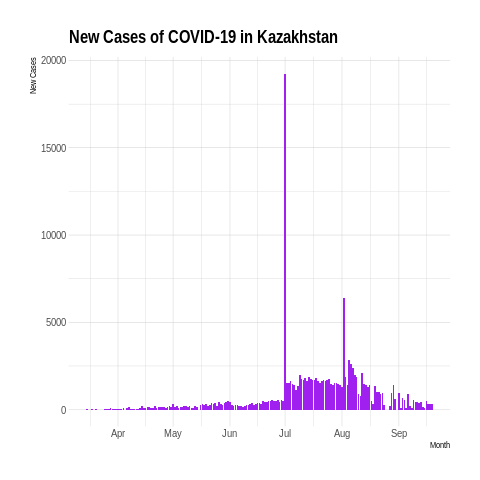 New Cases of COVID-19 in Kazakhstan
New Cases
20000
15000
10000
5000
0
Apr May Jun Jul Aug Sep
Month